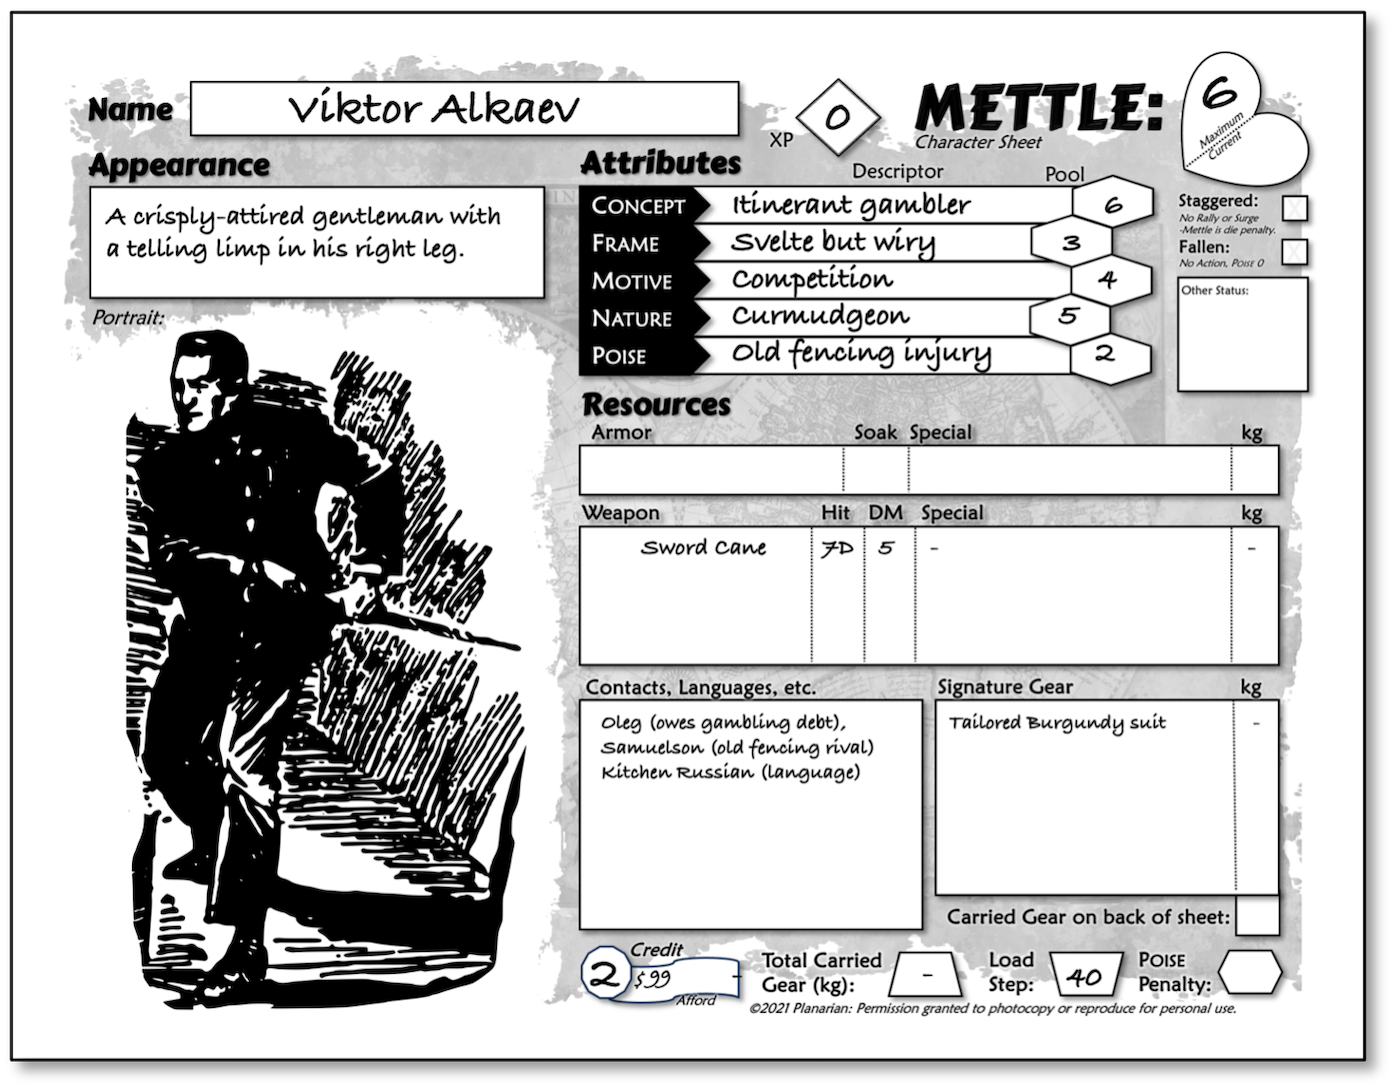 Name Viktor Alkaev
XP 0
METTLE:
Character Sheet
6
Maximum
Current
Appearance
A crisply-attired gentleman with
a telling limp in his right leg.
Portrait:
Attributes
Descriptor Pool
CONCEPT Itinerant gambler 6
FRAME Svelte but wiry 3
MOTIVE Competition 4
NATURE Curmudgeon 5
POISE Old fencing injury 2
Staggered:
No Rally or Surge
-Mettle is die penalty.
Fallen:
No Action, POISE 0
Other Status:
Resources
Armor Soak Special kg
Weapon Hit DM Special kg
Sword Cane 7D 5 - -
Contacts, Languages, etc.
Oleg (owes gambling debt),
Samuelson (old fencing rival)
Kitchen Russian (language)
Signature Gear kg
Tailored Burgundy suit -
Carried Gear on back of sheet:
Credit
2 $99 -
Afford
Total Carried
Gear (kg): -
Load
Step: 40
POISE
Penalty:
©2021 Planarian: Permission granted to photocopy or reproduce for personal use.